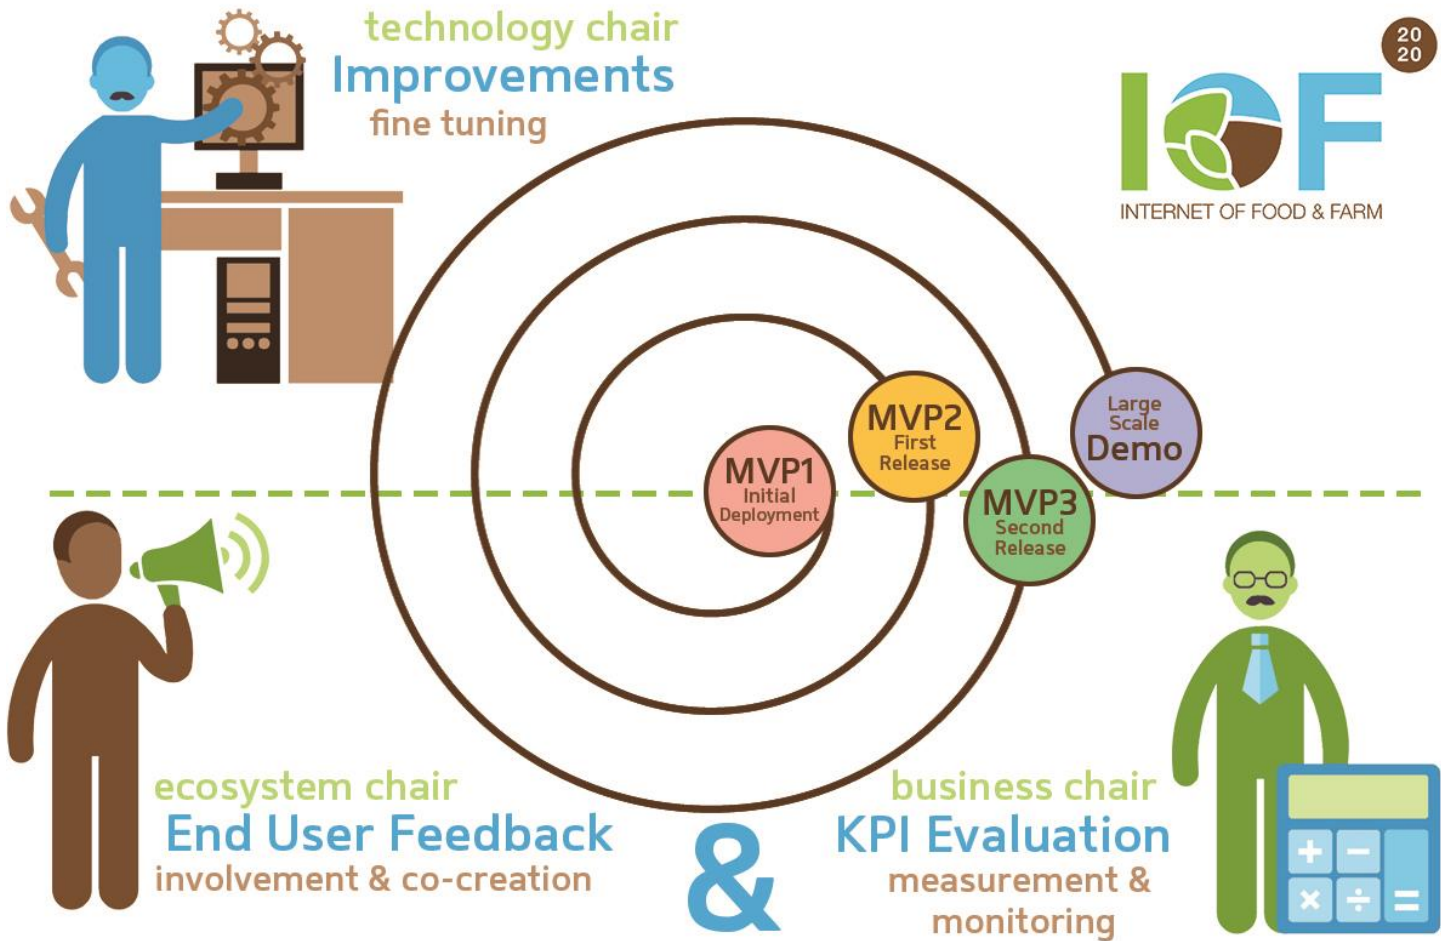 technology chair
Improvements
fine tuning
20
20
IOF
INTERNET OF FOOD & FARM
MVP1
Initial
Deployment
MVP2
First
Release
MVP3
Second
Release
Large
Scale
Demo
ecosystem chair
End User Feedback
involvement & co-creation
&
business chair
KPI Evaluation
measurement &
monitoring
+ −
× ÷ =